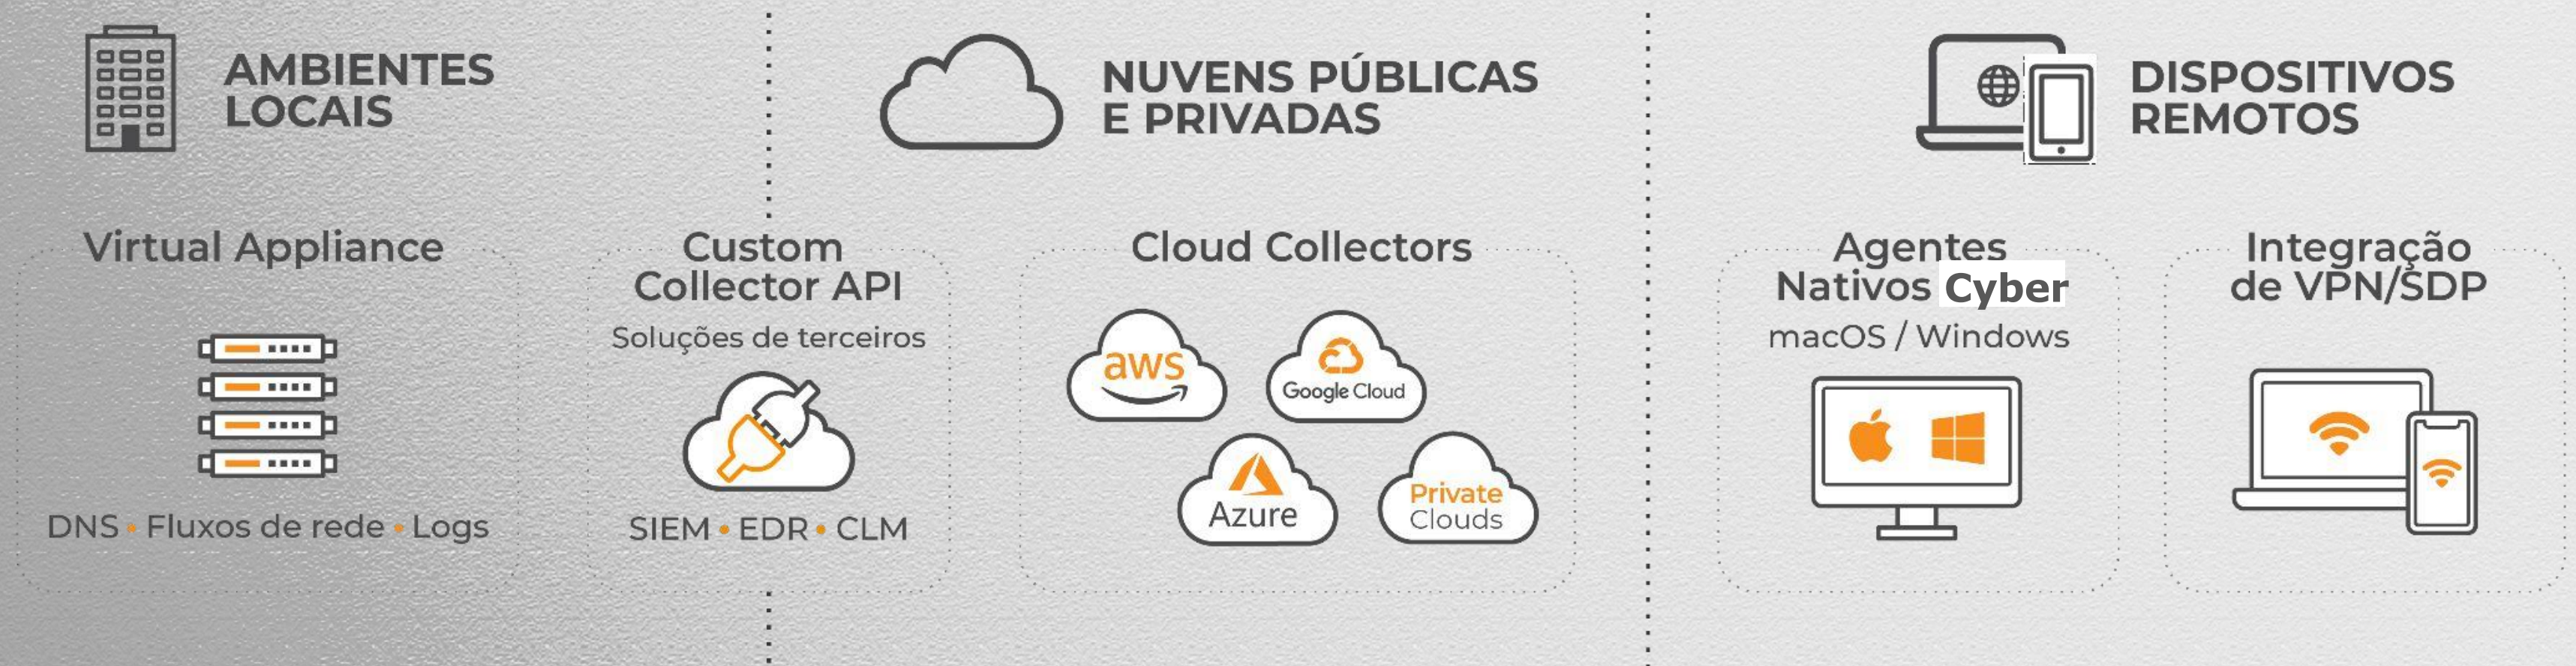 AMBIENTES
LOCAIS
NUVENS PÚBLICAS
E PRIVADAS
DISPOSITIVOS
REMOTOS
Virtual Appliance
DNS • Fluxos de rede • Logs
Custom
Collector API
Soluções de terceiros
SIEM • EDR • CLM
Cloud Collectors
aws
Google Cloud
Azure
Private
Clouds
Agentes
Nativos Cyber
macOS / Windows
Integração
de VPN/SDP